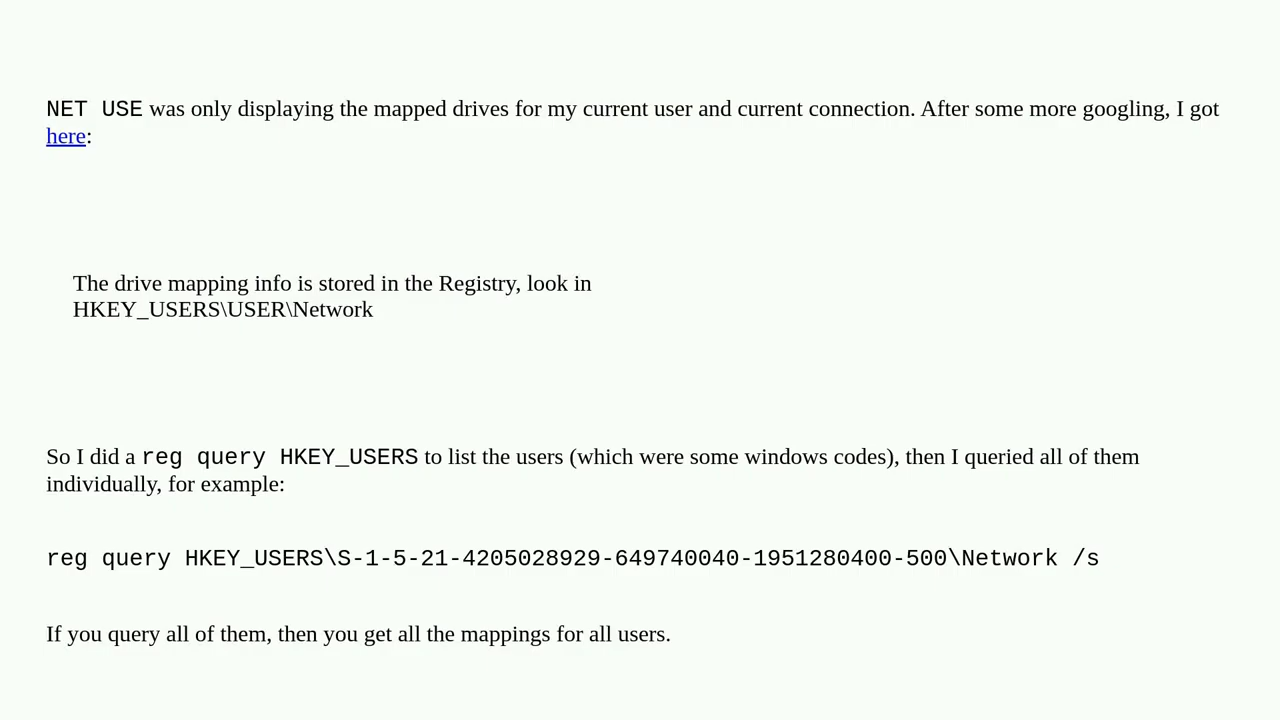 NET USE was only displaying the mapped drives for my current user and current connection. After some more googling, I got
here:
The drive mapping info is stored in the Registry, look in
HKEY_USERS\USER\Network
So I did a reg query HKEY_USERS to list the users (which were some windows codes), then I queried all of them
individually, for example:
reg query HKEY_USERS\S-1-5-21-4205028929-649740040-1951280400-500\Network /s
If you query all of them, then you get all the mappings for all users.